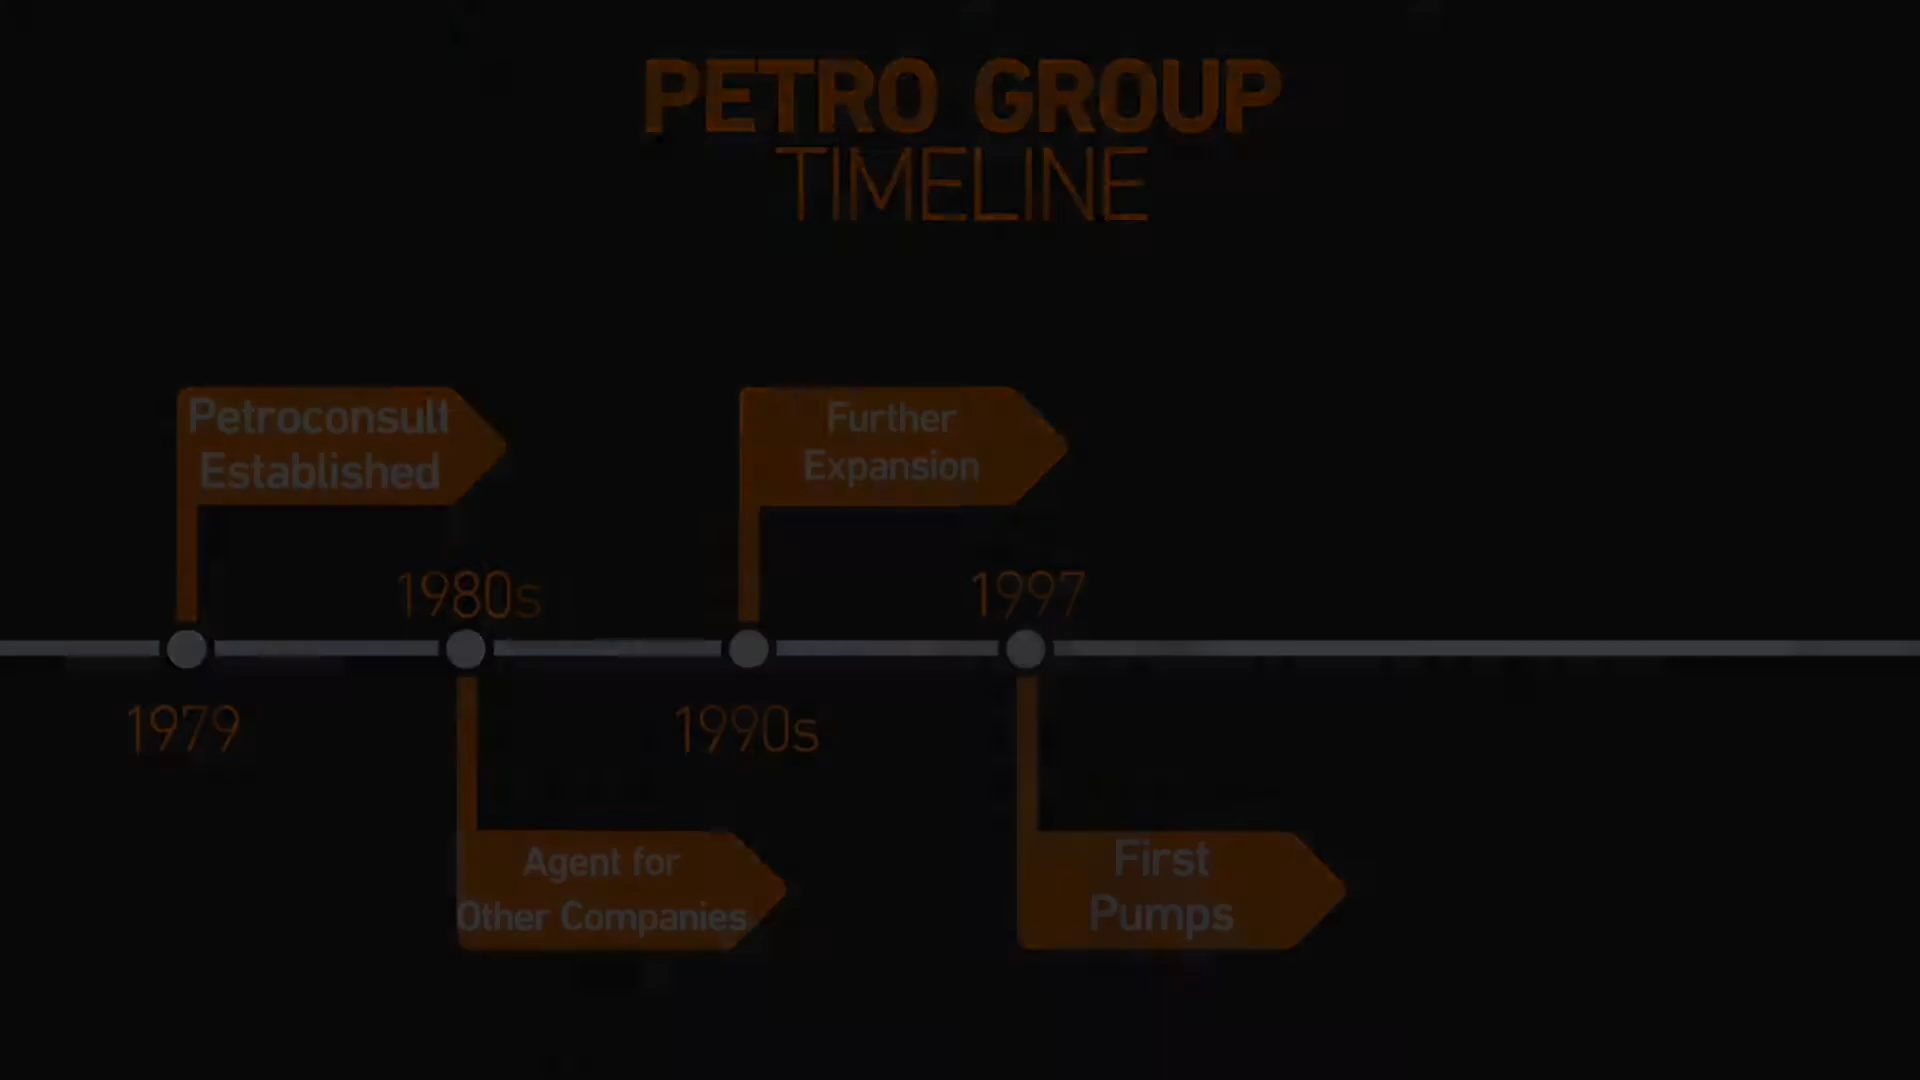 PETRO GROUP
TIMELINE
Petroconsult
Established
1979
1980s
Agent for
Other Companies
Further
Expansion
1990s
1997
First
Pumps